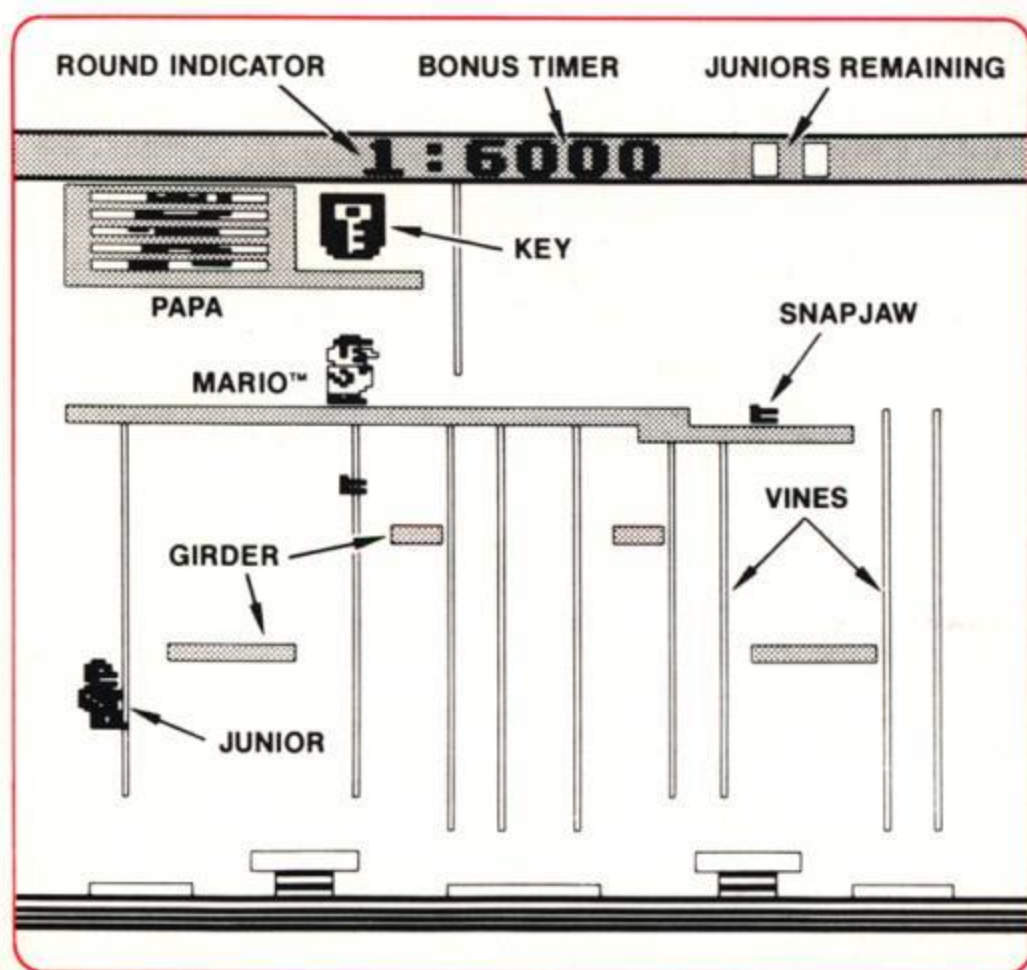 ROUND INDICATOR BONUS TIMER JUNIORS REMAINING
1:6000
KEY
PAPA
SNAPJAW
MARIO™
VINES
GIRDER
JUNIOR